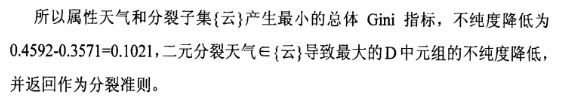 所以属性天气和分裂子集{云}产生最小的总体 Gini 指标，不纯度降低为
0.4592-0.3571=0.1021，二元分裂天气∈{云}导致最大的D中元组的不纯度降低，
并返回作为分裂准则。